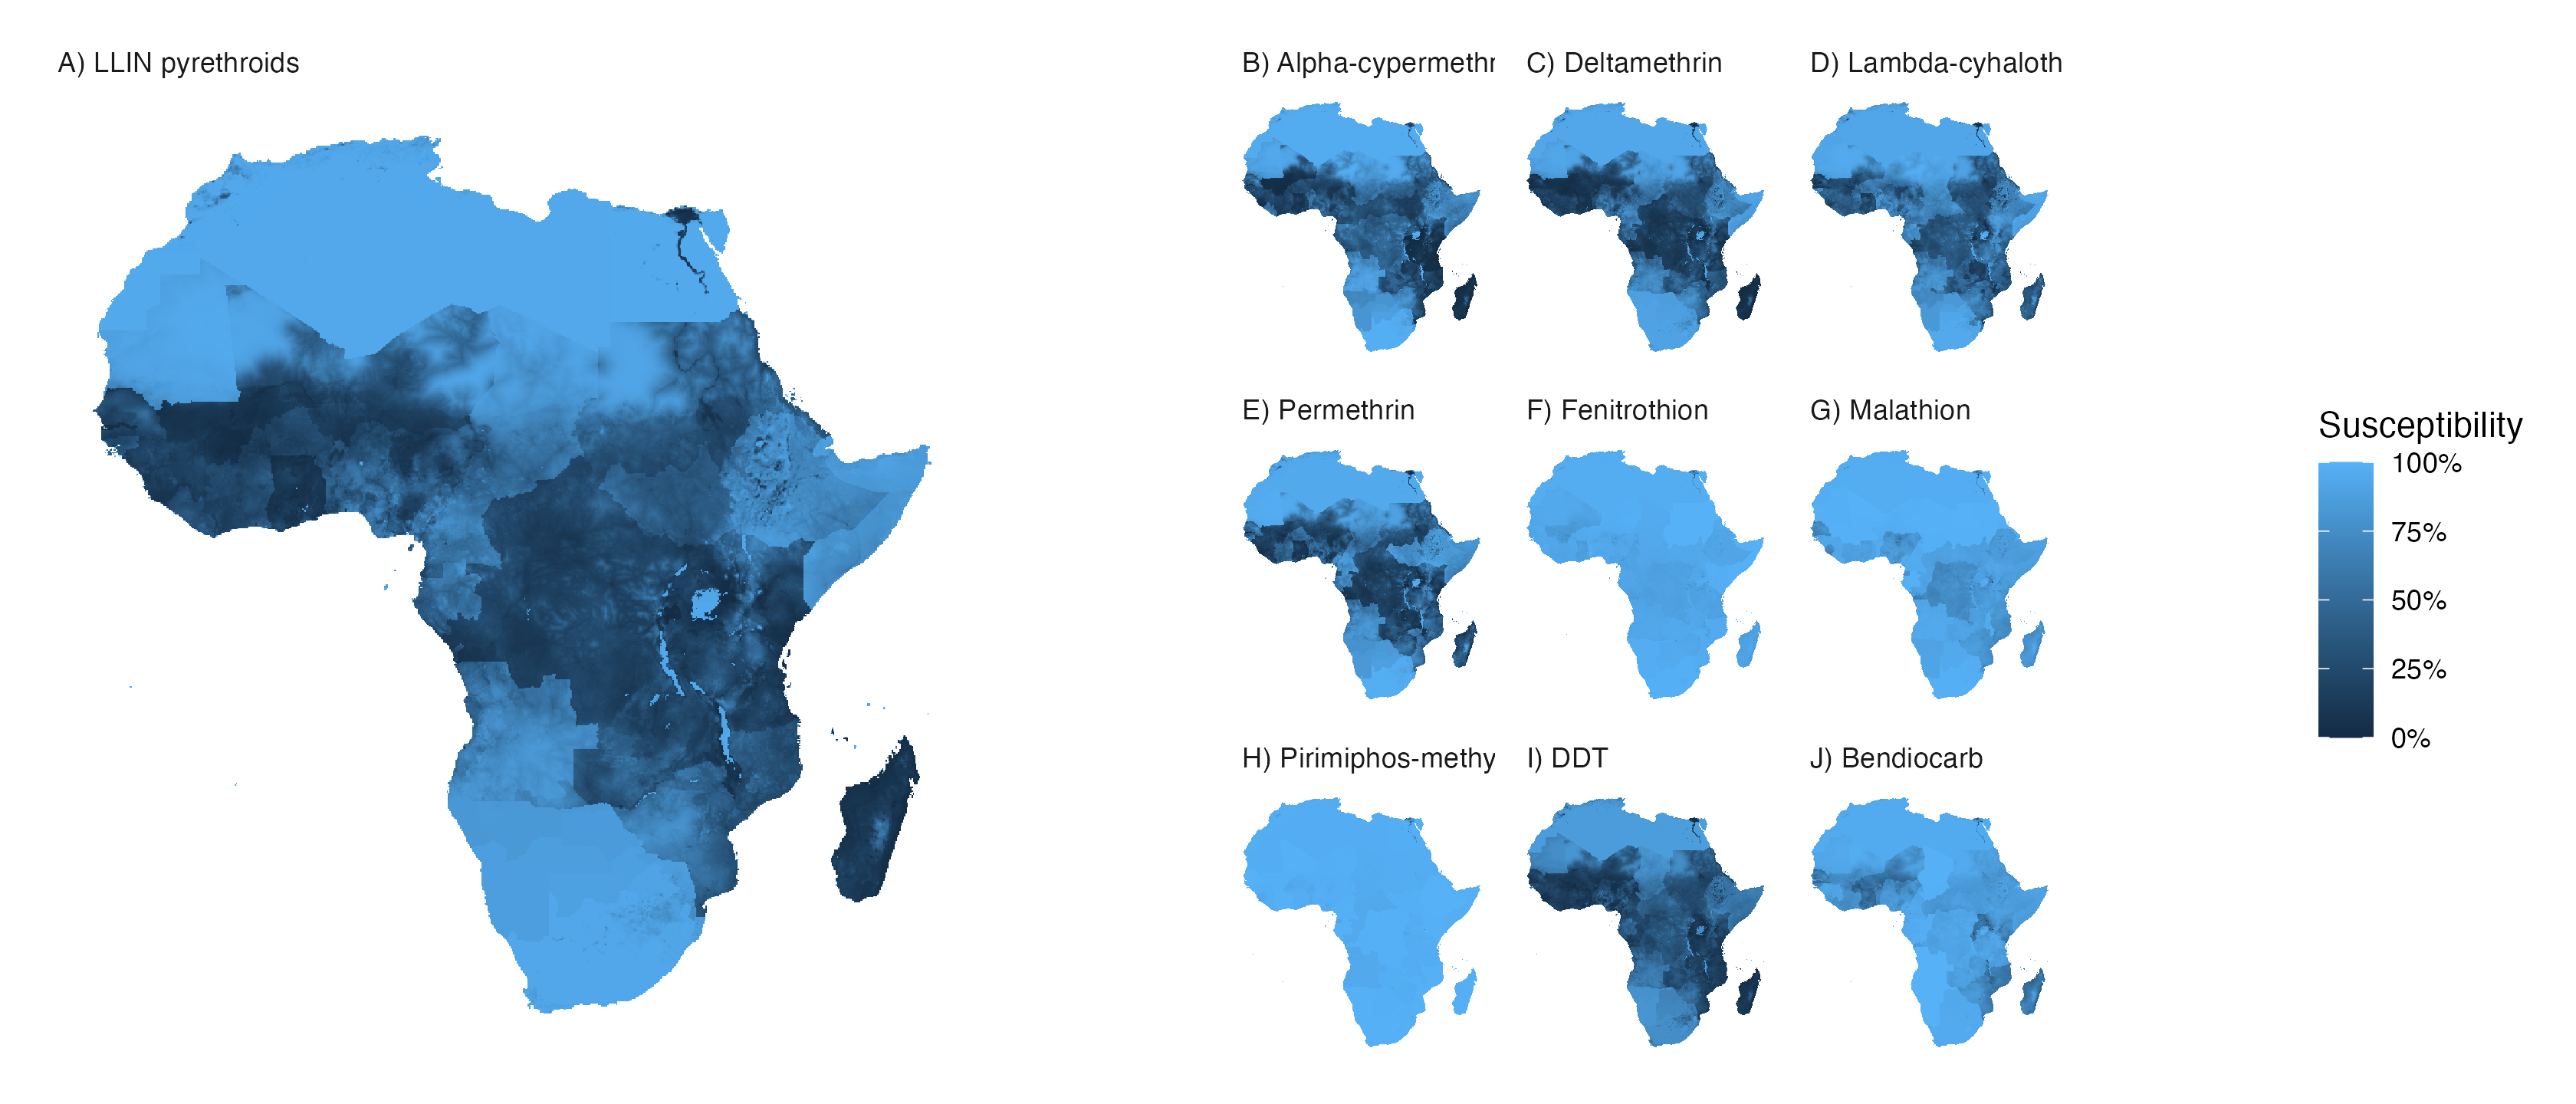 A) LLIN pyrethroids
B) Alpha-cypermethr
C) Deltamethrin
D) Lambda-cyhaloth
E) Permethrin
F) Fenitrothion
G) Malathion
H) Pirimiphos-methy
I) DDT
J) Bendiocarb
Susceptibility
100%
75%
50%
25%
0%